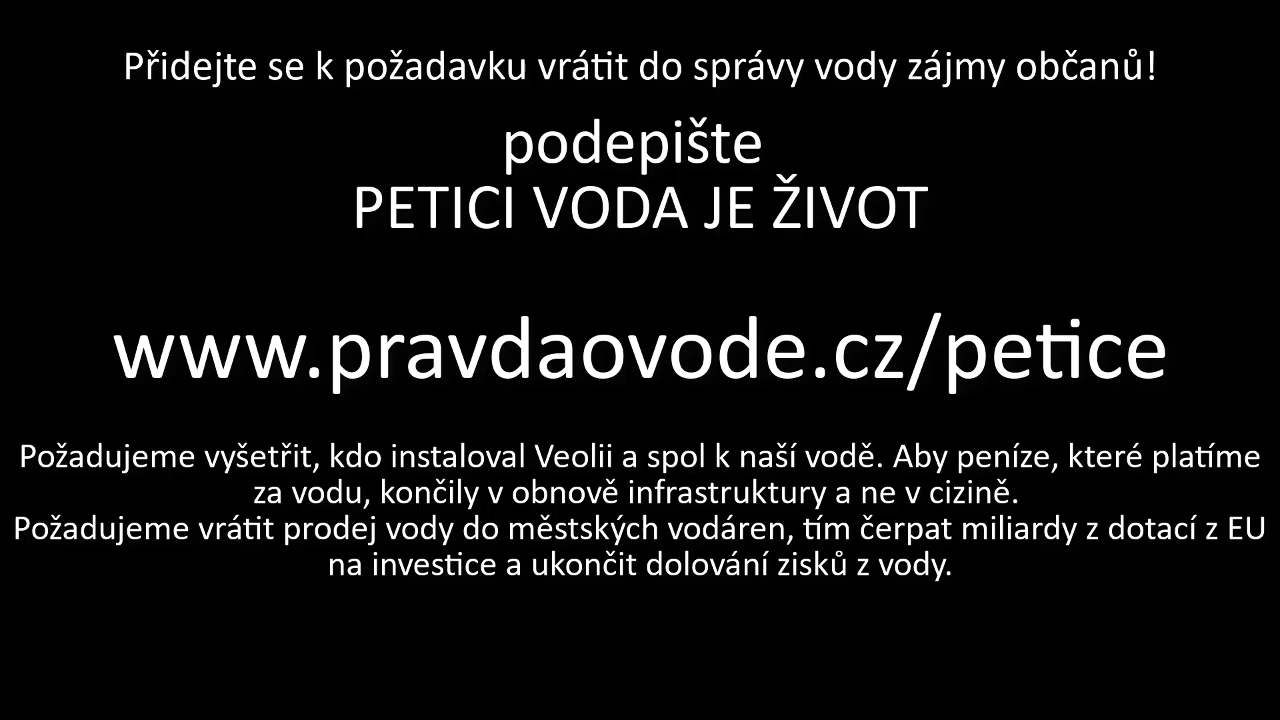 Přidejte se k požadavku vrátit do správy vody zájmy občanů!
podepište
PETICI VODA JE ŽIVOT
www.pravdaovode.cz/petice
Požadujeme vyšetřit, kdo instaloval Veolii a spol k naší vodě. Aby peníze, které platíme
za vodu, končily v obnově infrastruktury a ne v cizině.
Požadujeme vrátit prodej vody do městských vodáren, tím čerpat miliardy z dotací z EU
na investice a ukončit dolování zisků z vody.